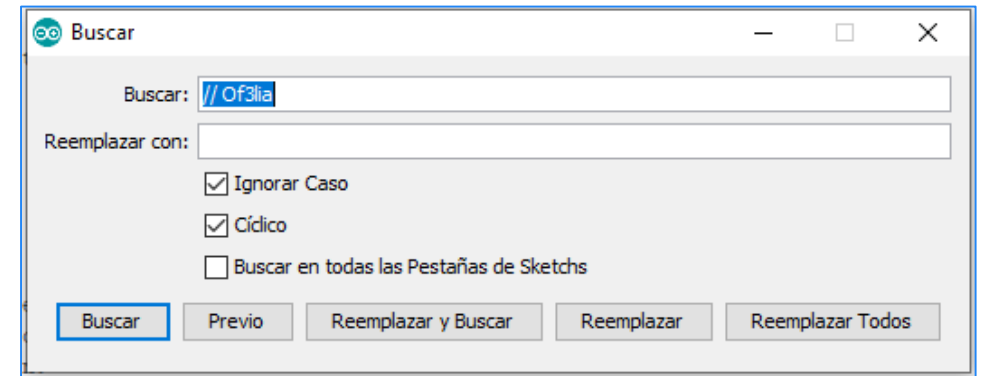 Buscar
Buscar: // Of3lia
Reemplazar con:
Ignorar Caso
Cíclico
Buscar en todas las Pestañas de Sketchs
Buscar Previo Reemplazar y Buscar Reemplazar Reemplazar Todos